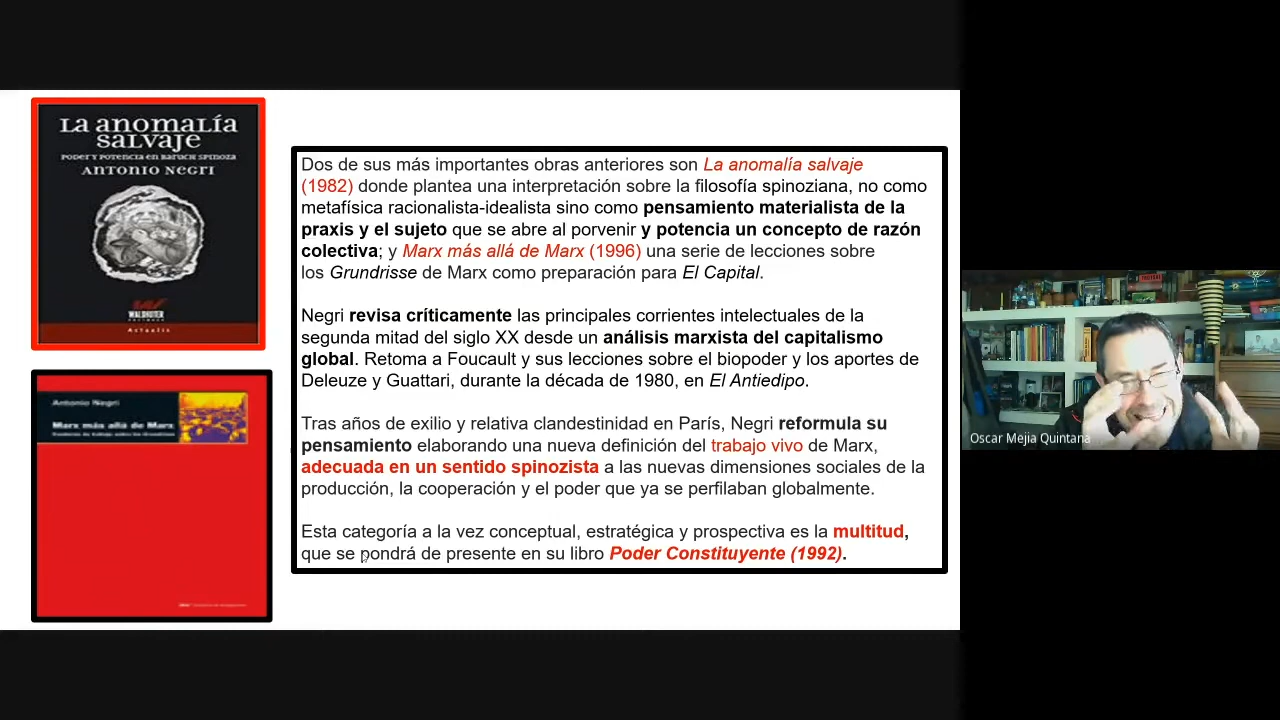 LA ANOMALÍA
SALVAJE
PODER Y POTENCIA EN BARUCH SPINOZA
ANTONIO NEGRI
WALDHUTER
Antonio Negri
Marx más allá de Marx
Dos de sus más importantes obras anteriores son La anomalía salvaje
(1982) donde plantea una interpretación sobre la filosofía spinoziana, no como
metafísica racionalista-idealista sino como pensamiento materialista de la
praxis y el sujeto que se abre al porvenir y potencia un concepto de razón
colectiva; y Marx más allá de Marx (1996) una serie de lecciones sobre
los Grundrisse de Marx como preparación para El Capital.
Negri revisa críticamente las principales corrientes intelectuales de la
segunda mitad del siglo XX desde un análisis marxista del capitalismo
global. Retoma a Foucault y sus lecciones sobre el biopoder y los aportes de
Deleuze y Guattari, durante la década de 1980, en El Antiedipo.
Tras años de exilio y relativa clandestinidad en París, Negri reformula su
pensamiento elaborando una nueva definición del trabajo vivo de Marx,
adecuada en un sentido spinozista a las nuevas dimensiones sociales de la
producción, la cooperación y el poder que ya se perfilaban globalmente.
Esta categoría a la vez conceptual, estratégica y prospectiva es la multitud,
que se pondrá de presente en su libro Poder Constituyente (1992).
Oscar Mejia Quintana